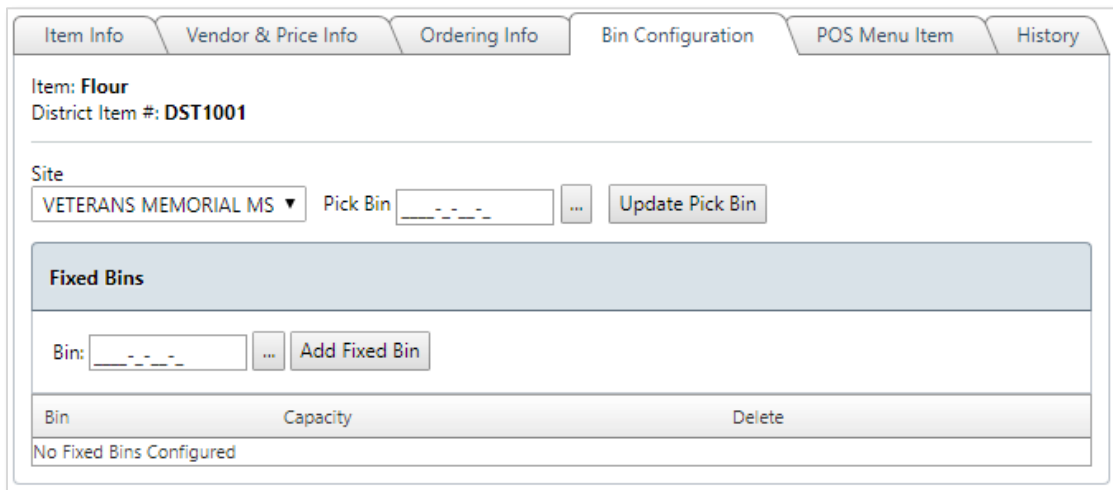 Item Info Vendor & Price Info Ordering Info Bin Configuration POS Menu Item History
Item: Flour
District Item #: DST1001
Site
VETERANS MEMORIAL MS ▼ Pick Bin ____-_-__-_ ... Update Pick Bin
Fixed Bins
Bin: ____-_-__-_ ... Add Fixed Bin
Bin Capacity Delete
No Fixed Bins Configured